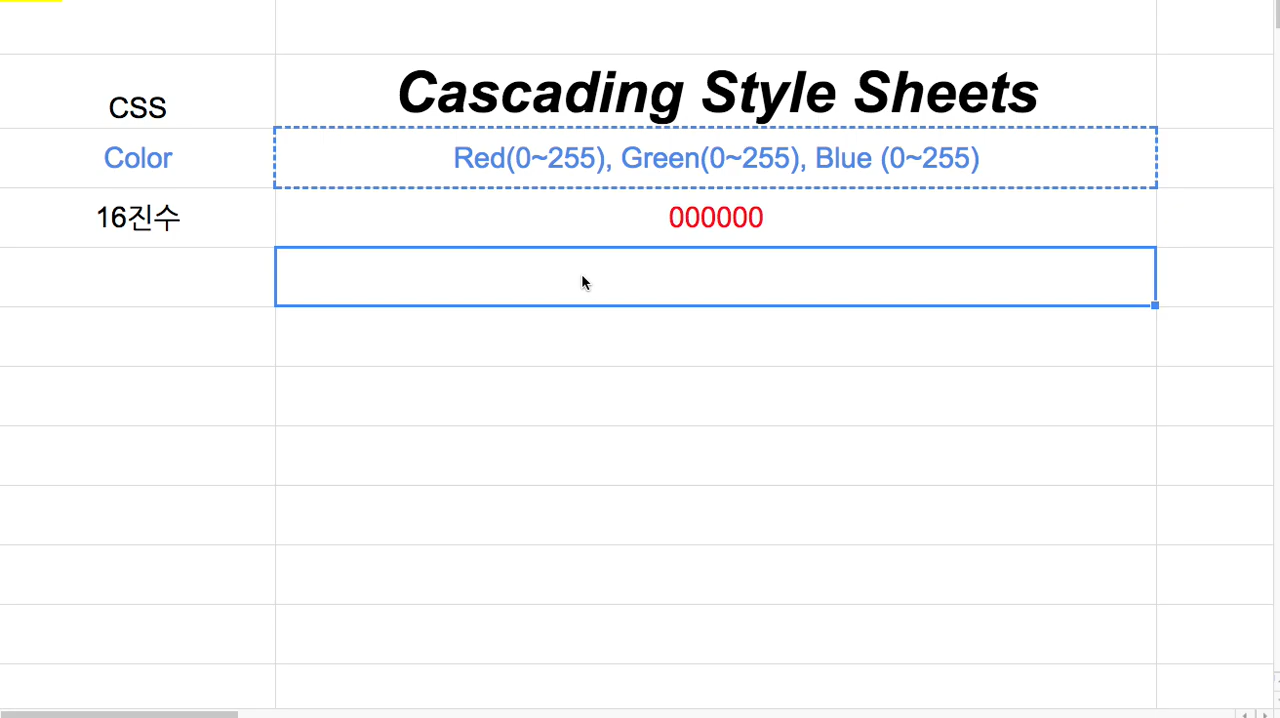 CSS Cascading Style Sheets
Color Red(0~255), Green(0~255), Blue (0~255)
16진수 000000